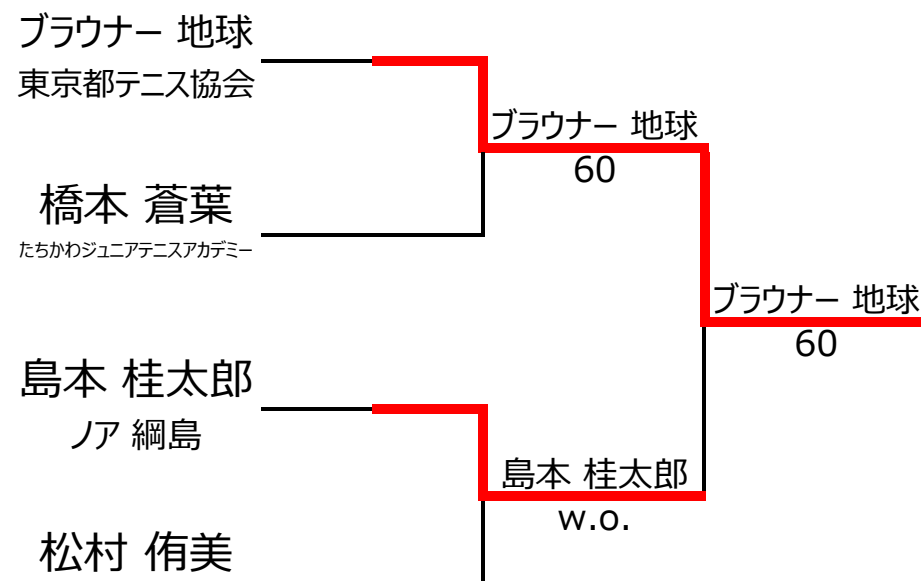 ブラウナー 地球
東京都テニス協会
ブラウナー 地球
60
橋本 蒼葉
たちかわジュニアテニスアカデミー
ブラウナー 地球
60
島本 桂太郎
ノア 綱島
島本 桂太郎
w.o.
松村 侑美